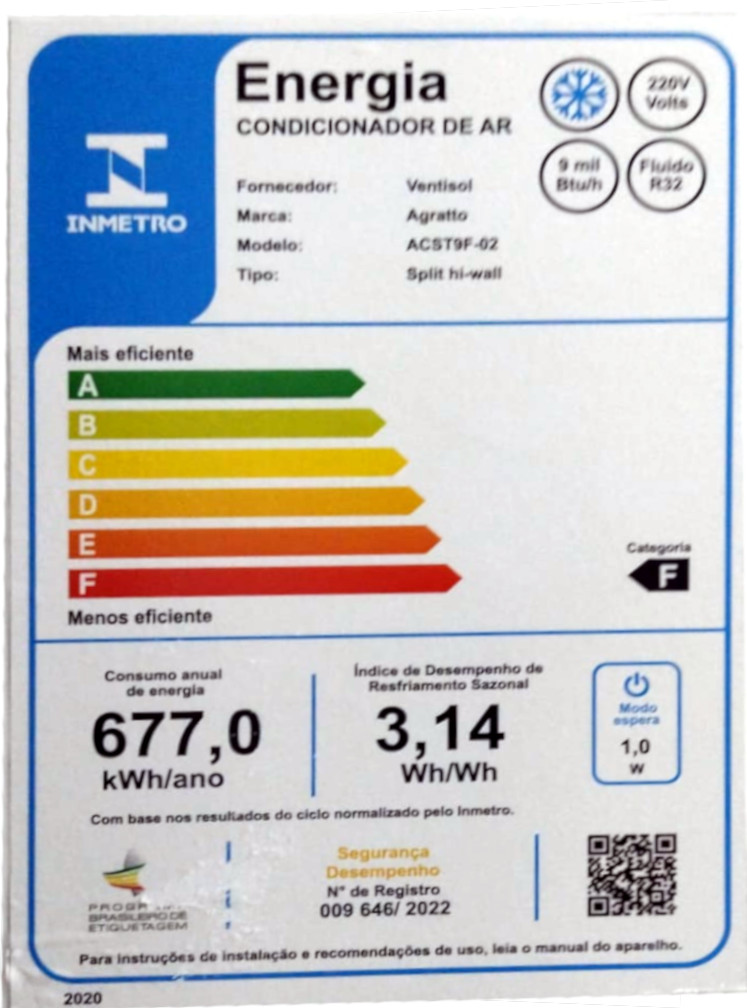 INMETRO
Energia
CONDICIONADOR DE AR
220V
Volts
9 mil
Btu/h
Fluido
R32
Fornecedor: Ventisol
Marca: Agratto
Modelo: ACST9F-02
Tipo: Split hi-wall
Mais eficiente
A
B
C
D
E
F
Menos eficiente
Categoria
F
Consumo anual
de energia
677,0
kWh/ano
Índice de Desempenho de
Resfriamento Sazonal
3,14
Wh/Wh
Modo
espera
1,0
W
Com base nos resultados do ciclo normalizado pelo Inmetro.
BRASILEIRO DE
ETIQUETAGEM
Segurança
Desempenho
N° de Registro
009 646/ 2022
Para instruções de instalação e recomendações de uso, leia o manual do aparelho.
2020